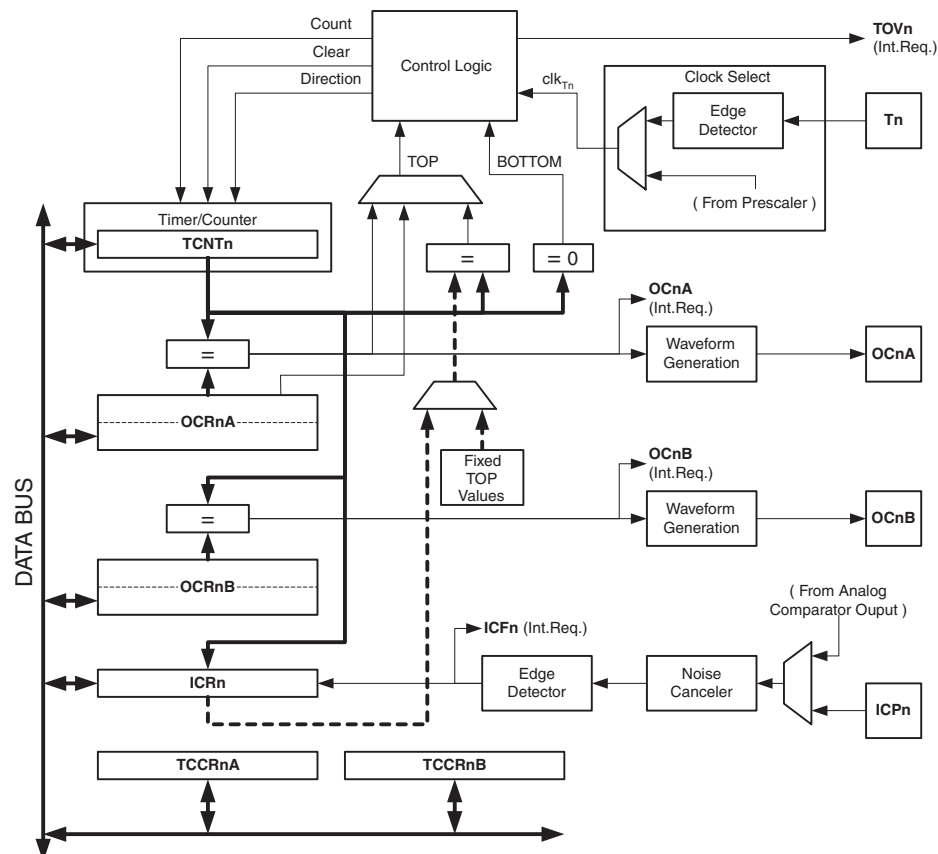 Count
Clear
Direction
Control Logic
TOVn
(Int.Req.)
clkTn
Clock Select
Edge
Detector
Tn
( From Prescaler )
TOP
BOTTOM
Timer/Counter
TCNTn
=
= 0
OCnA
(Int.Req.)
=
Waveform
Generation
OCnA
OCRnA
Fixed
TOP
Values
OCnB
(Int.Req.)
=
Waveform
Generation
OCnB
DATA BUS
OCRnB
( From Analog
Comparator Ouput )
ICFn (Int.Req.)
ICRn
Edge
Detector
Noise
Canceler
ICPn
TCCRnA
TCCRnB